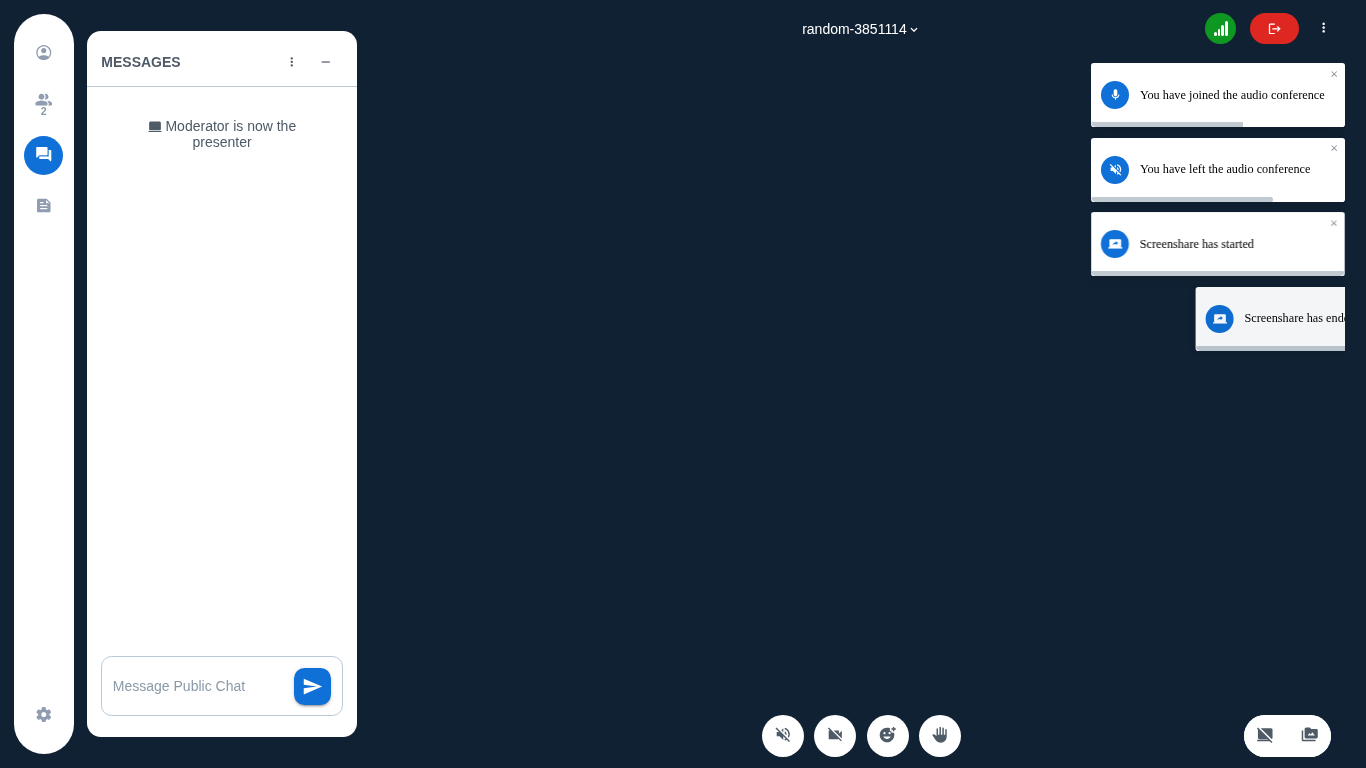 random-3851114
MESSAGES
2
Moderator is now the
presenter
Message Public Chat
You have joined the audio conference
You have left the audio conference
Screenshare has started
Screenshare has